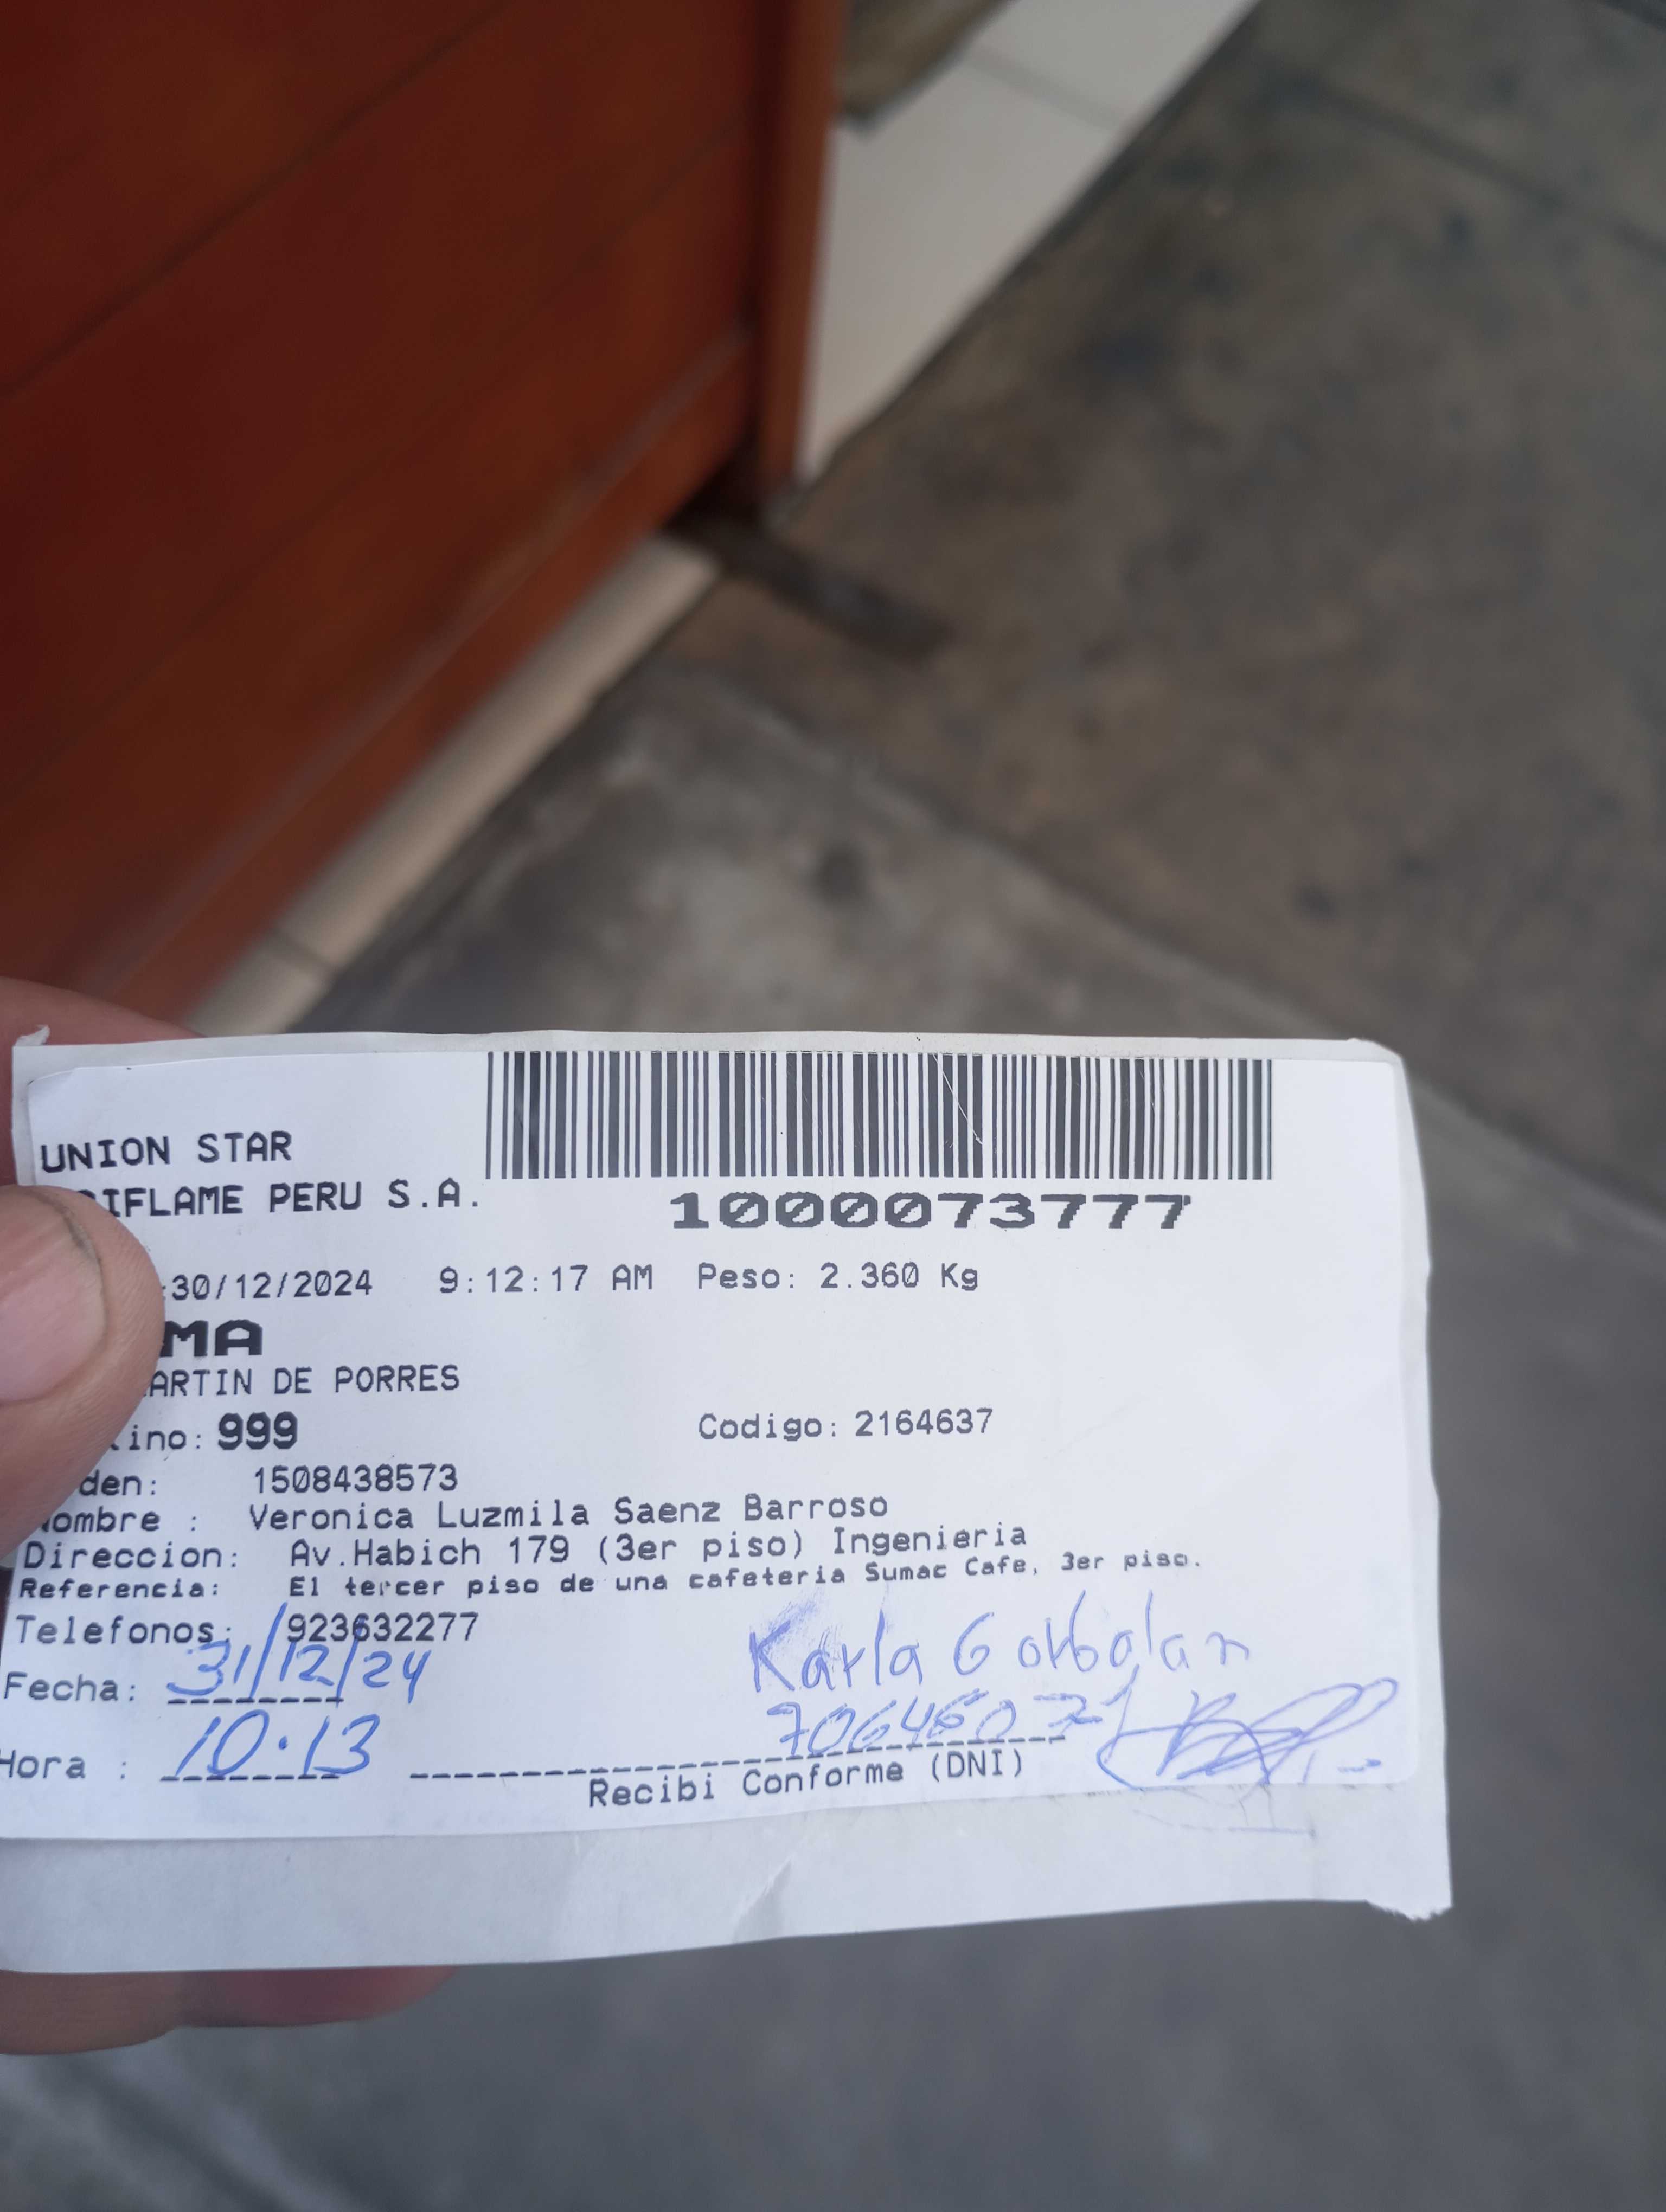 UNION STAR
IFLAME PERU S.A.
1000073777
:30/12/2024 9:12:17 AM Peso: 2.360 Kg
MA
ARTIN DE PORRES
ino: 999 Codigo: 2164637
den: 1508438573
ombre : Veronica Luzmila Saenz Barroso
Direccion: Av.Habich 179 (3er piso) Ingenieria
Referencia: El tercer piso de una cafeteria Sumac Cafe, 3er piso.
Telefonos: 923632277
Karla Gorbalan
Fecha: 31/12/24
Hora : 10.13
Recibi Conforme (DNI)